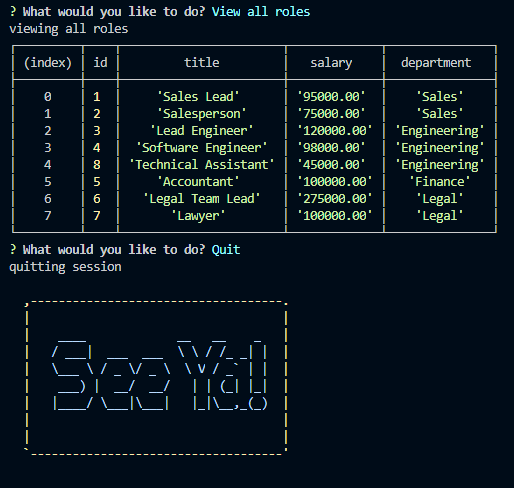 ? What would you like to do? View all roles
viewing all roles
(index) id title salary department
0 1 'Sales Lead' '95000.00' 'Sales'
1 2 'Salesperson' '75000.00' 'Sales'
2 3 'Lead Engineer' '120000.00' 'Engineering'
3 4 'Software Engineer' '98000.00' 'Engineering'
4 8 'Technical Assistant' '45000.00' 'Engineering'
5 5 'Accountant' '100000.00' 'Finance'
6 6 'Legal Team Lead' '275000.00' 'Legal'
7 7 'Lawyer' '100000.00' 'Legal'
? What would you like to do? Quit
quitting session
See Ya!